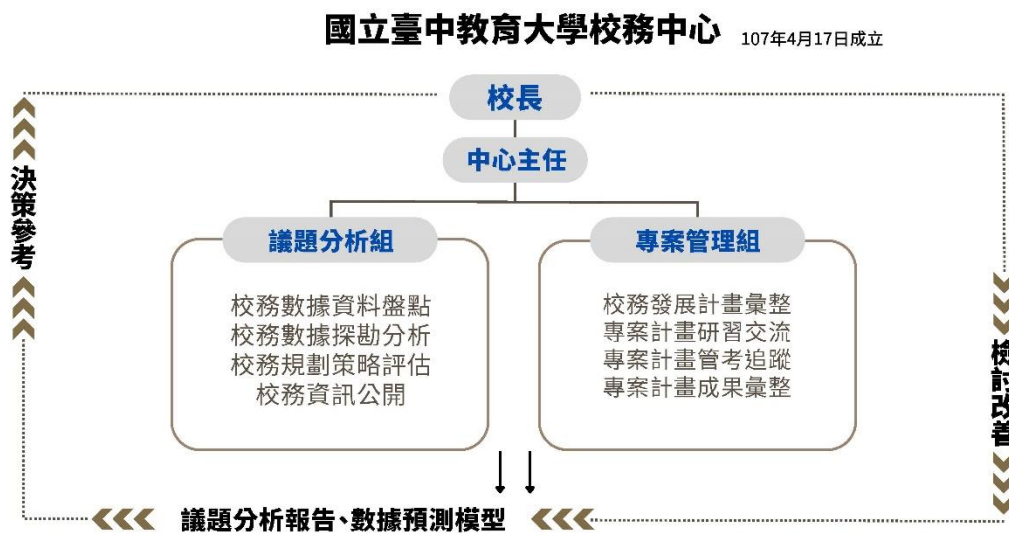 國立臺中教育大學校務中心
107年4月17日成立
校長
中心主任
決策參考
議題分析組
校務數據資料盤點
校務數據探勘分析
校務規劃策略評估
校務資訊公開
專案管理組
校務發展計畫彙整
專案計畫研習交流
專案計畫管考追蹤
專案計畫成果彙整
檢討改善
議題分析報告、數據預測模型